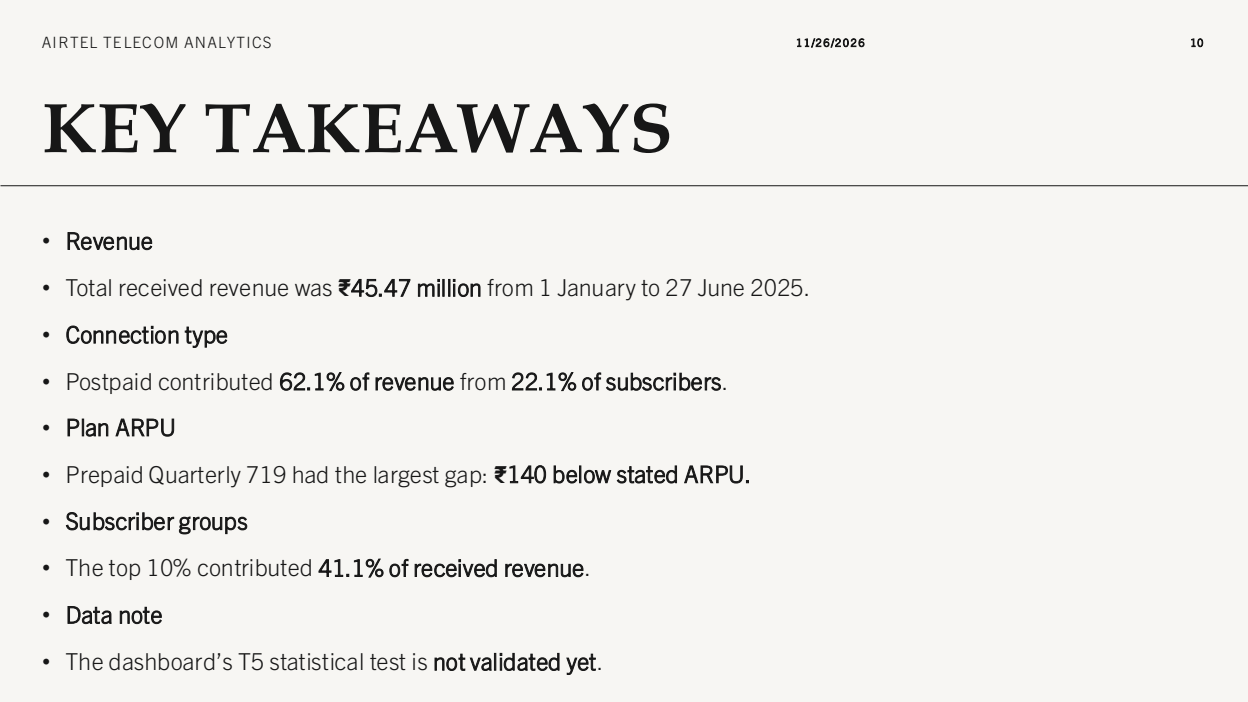 AIRTEL TELECOM ANALYTICS
11/26/2026
10
KEY TAKEAWAYS
• Revenue
• Total received revenue was ₹45.47 million from 1 January to 27 June 2025.
• Connection type
• Postpaid contributed 62.1% of revenue from 22.1% of subscribers.
• Plan ARPU
• Prepaid Quarterly 719 had the largest gap: ₹140 below stated ARPU.
• Subscriber groups
• The top 10% contributed 41.1% of received revenue.
• Data note
• The dashboard’s T5 statistical test is not validated yet.